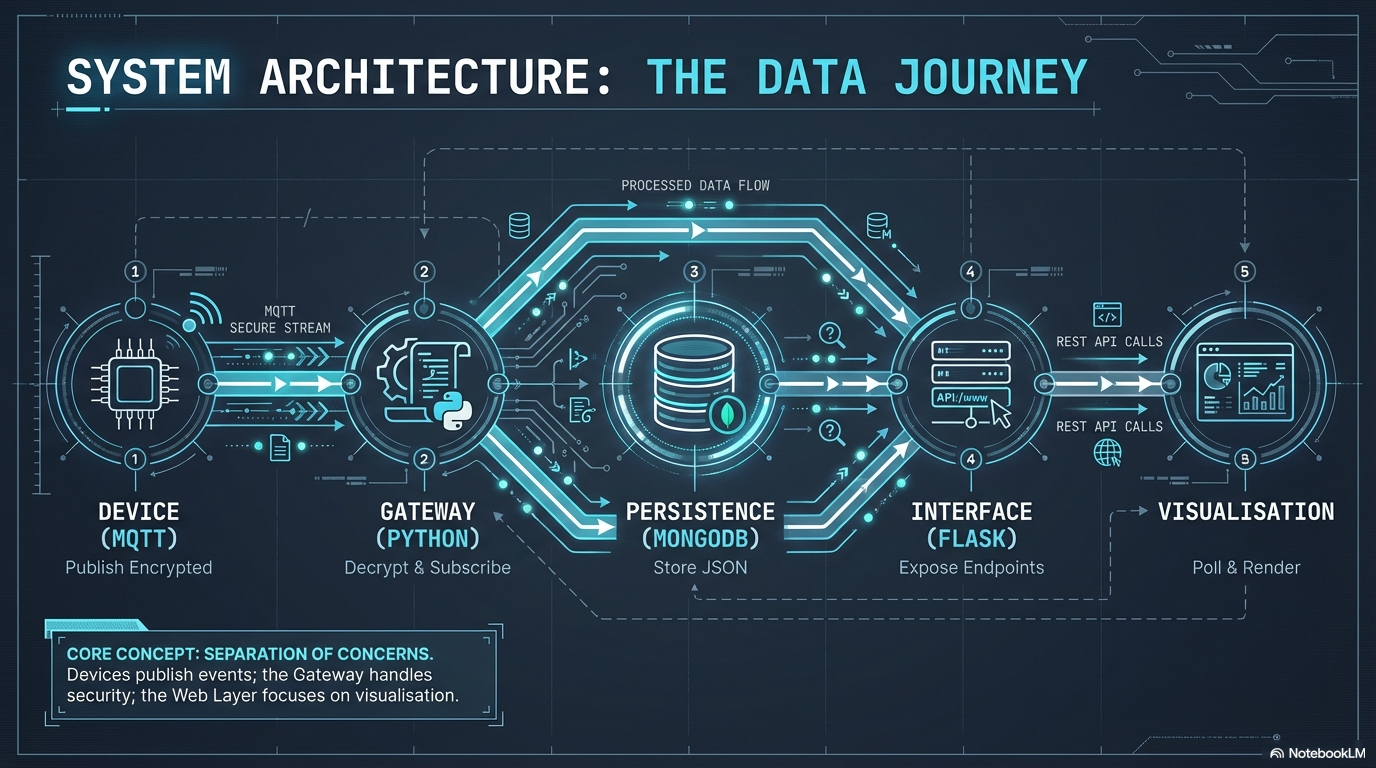 SYSTEM ARCHITECTURE: THE DATA JOURNEY
PROCESSED DATA FLOW
1
2
3
4
5
MQTT
SECURE STREAM
REST API CALLS
API:/www
REST API CALLS
1
2
4
DEVICE
(MQTT)
Publish Encrypted
GATEWAY
(PYTHON)
Decrypt & Subscribe
PERSISTENCE
(MONGODB)
Store JSON
INTERFACE
(FLASK)
Expose Endpoints
VISUALISATION
Poll & Render
CORE CONCEPT: SEPARATION OF CONCERNS.
Devices publish events; the Gateway handles
security; the Web Layer focuses on visualisation.
NotebookLM